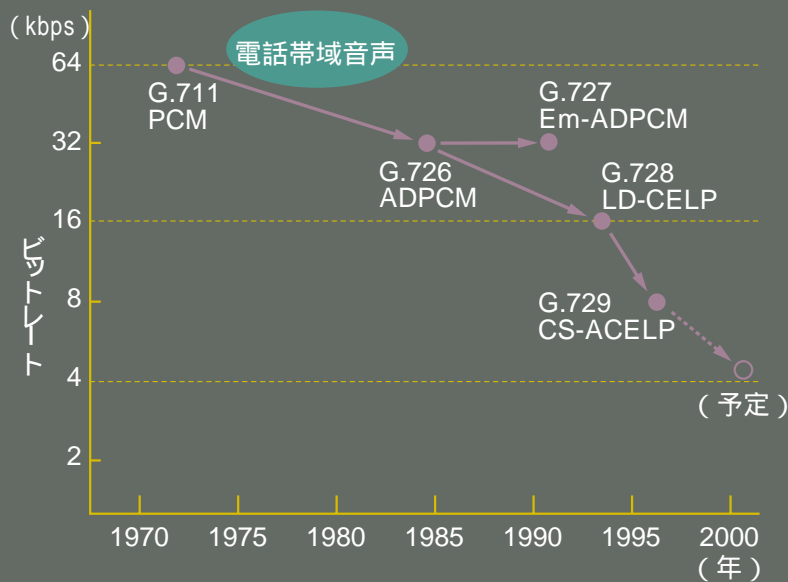 （kbps）
電話帯域音声
64
G.711
PCM
G.727
Em-ADPCM
32
G.726
ADPCM
G.728
LD-CELP
16
ビットレート
8
G.729
CS-ACELP
4
（予定）
2
1970 1975 1980 1985 1990 1995 2000
（年）